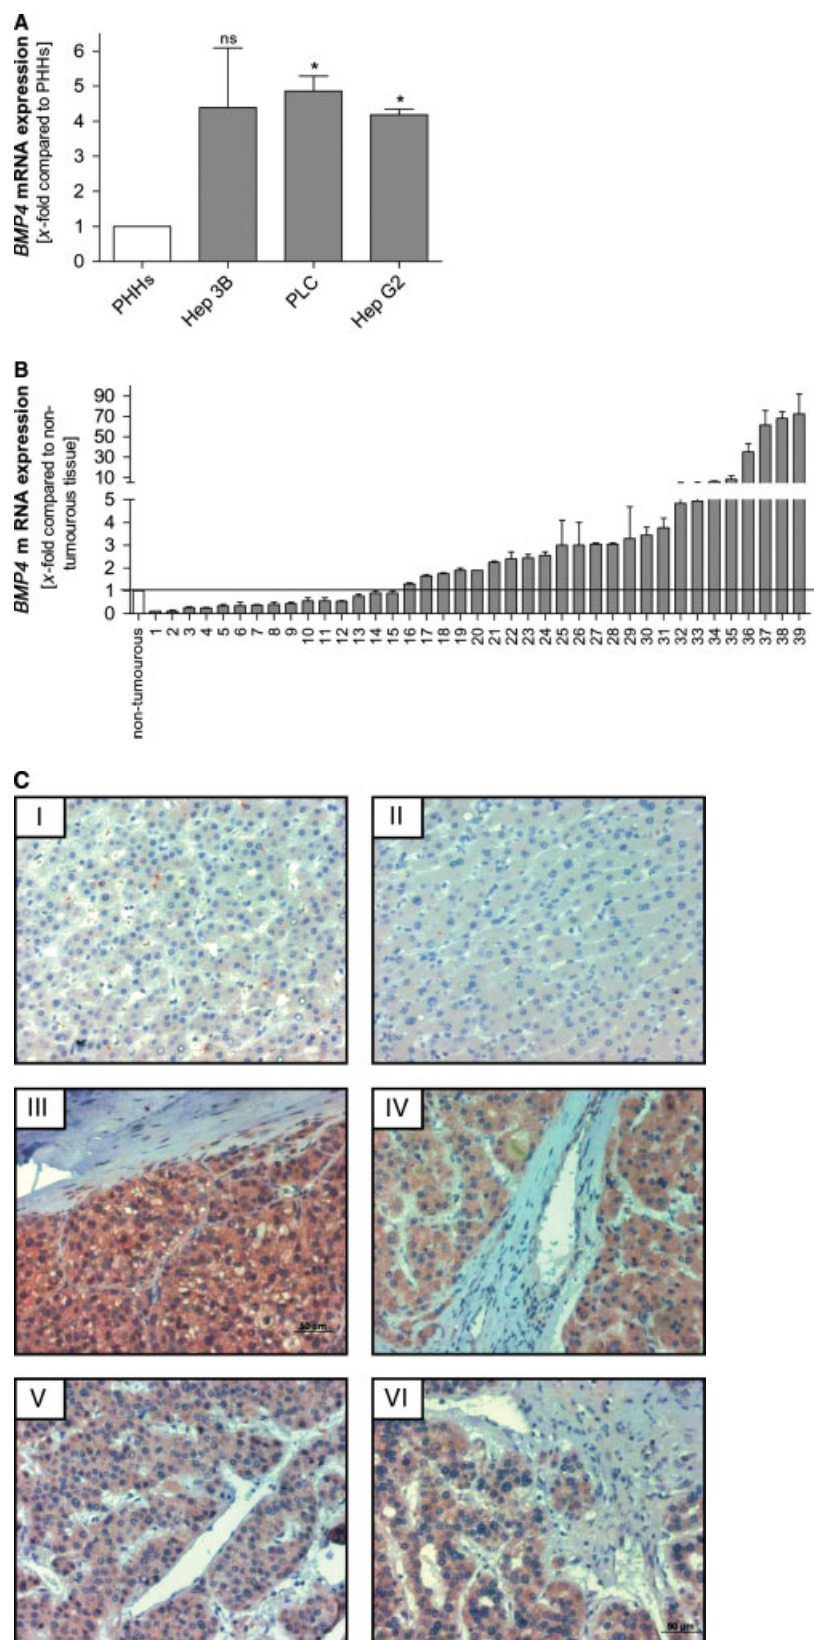 A
BMP4 mRNA expression
[x-fold compared to PHHs]
6
5
4
3
2
1
0
ns
*
*
PHHs
Hep 3B
PLC
Hep G2
B
BMP4 m RNA expression
[x-fold compared to non-
tumourous tissue]
90
70
50
30
10
5
4
3
2
1
0
non-tumourous
1
2
3
4
5
6
7
8
9
10
11
12
13
14
15
16
17
18
19
20
21
22
23
24
25
26
27
28
29
30
31
32
33
34
35
36
37
38
39
C
I
II
III
50 µm
IV
V
VI
50 µm